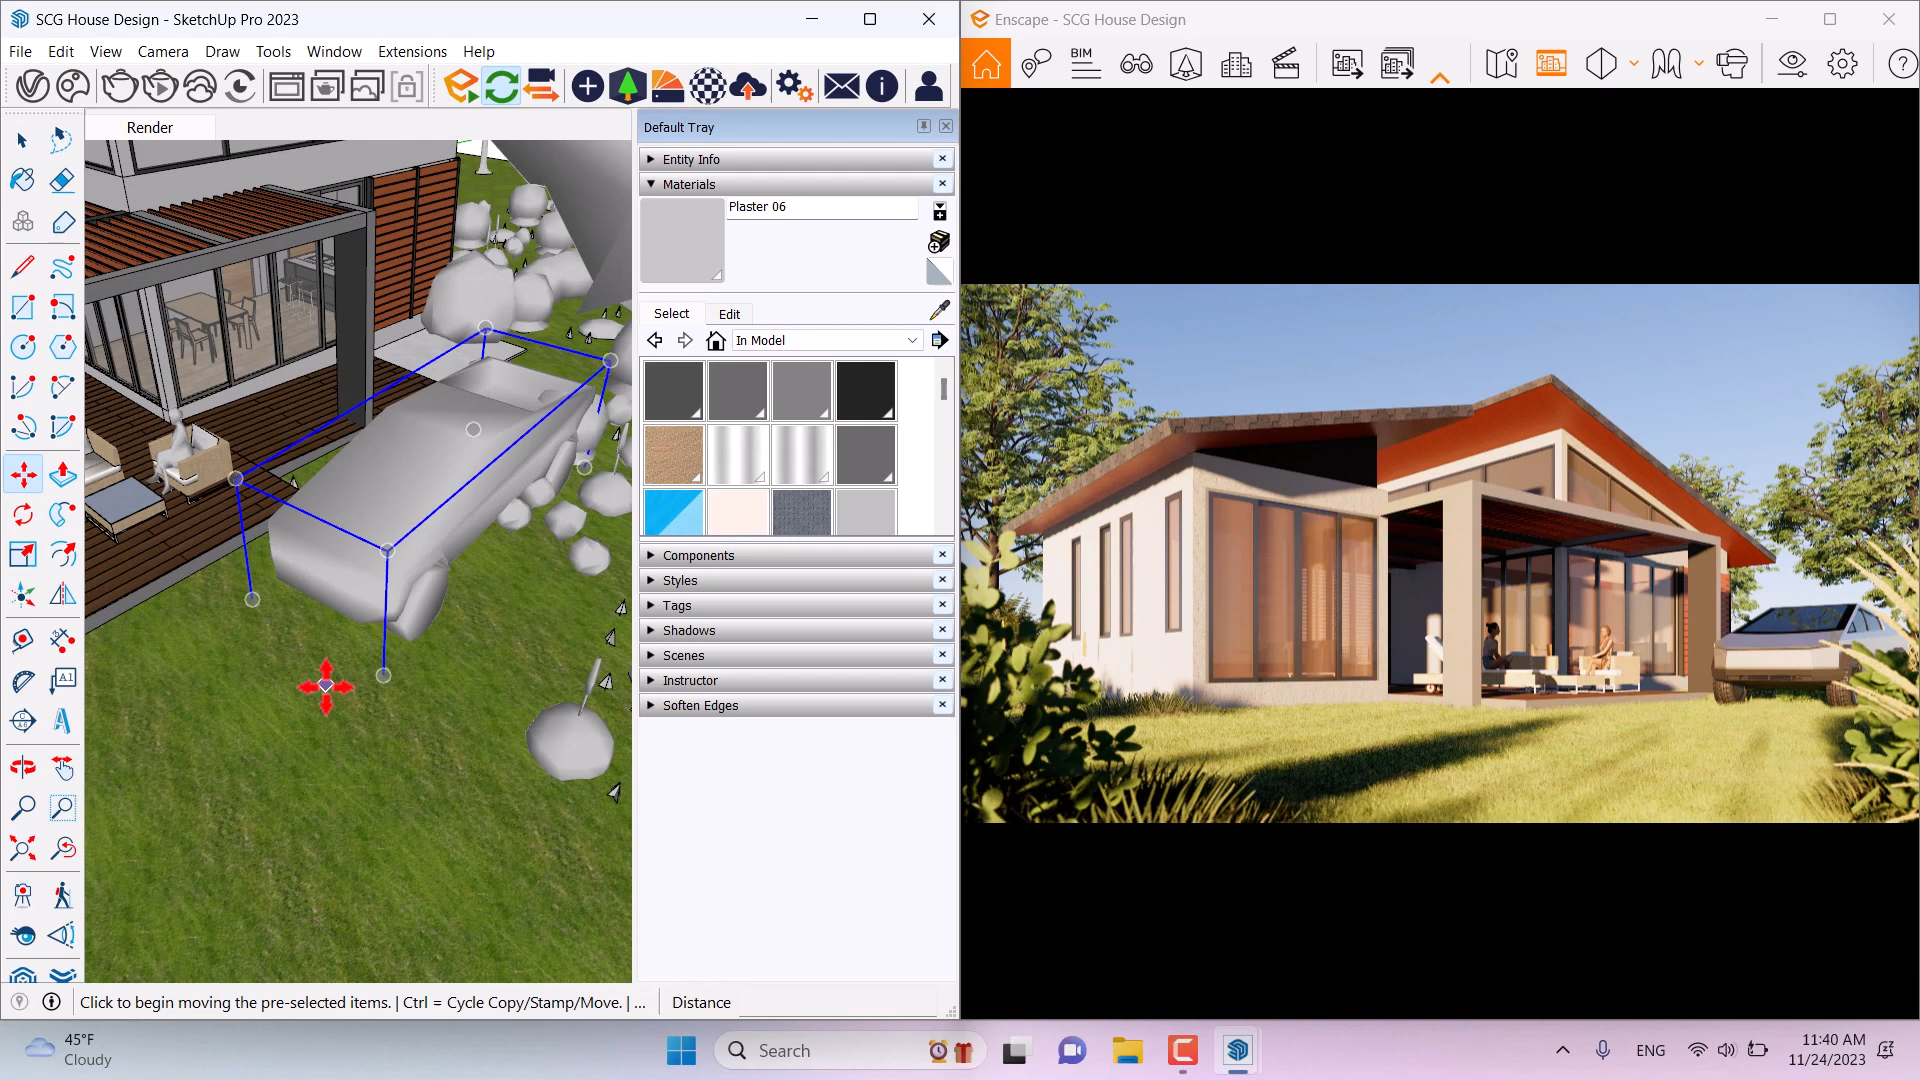 SCG House Design - SketchUp Pro 2023
File Edit View Camera Draw Tools Window Extensions Help
Render
A1
Default Tray
Entity Info
Materials
Plaster 06
Select Edit
In Model
Components
Styles
Tags
Shadows
Scenes
Instructor
Soften Edges
Click to begin moving the pre-selected items. | Ctrl = Cycle Copy/Stamp/Move. | ...
Distance
Enscape - SCG House Design
BIM
45°F
Cloudy
Search
ENG
11:40 AM
11/24/2023